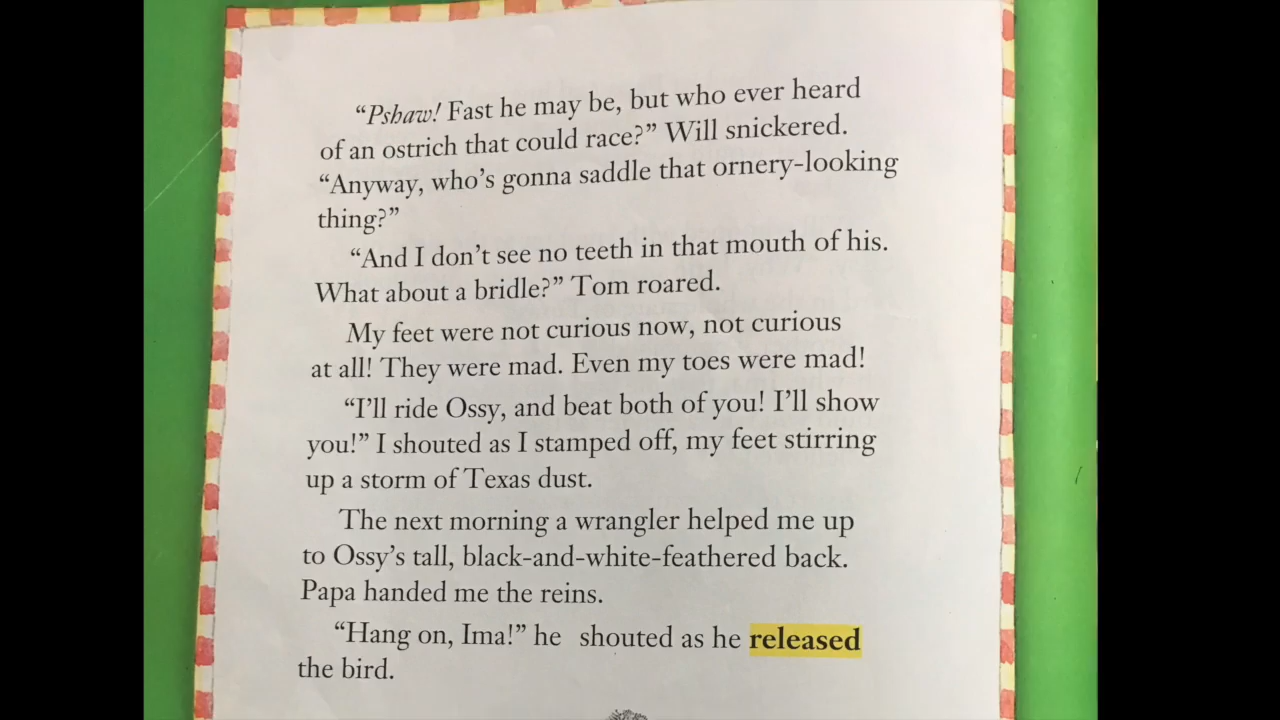 “Pshaw! Fast he may be, but who ever heard
of an ostrich that could race?” Will snickered.
“Anyway, who’s gonna saddle that ornery-looking
thing?”
“And I don’t see no teeth in that mouth of his.
What about a bridle?” Tom roared.
My feet were not curious now, not curious
at all! They were mad. Even my toes were mad!
“I’ll ride Ossy, and beat both of you! I’ll show
you!” I shouted as I stamped off, my feet stirring
up a storm of Texas dust.
The next morning a wrangler helped me up
to Ossy’s tall, black-and-white-feathered back.
Papa handed me the reins.
“Hang on, Ima!” he shouted as he released
the bird.